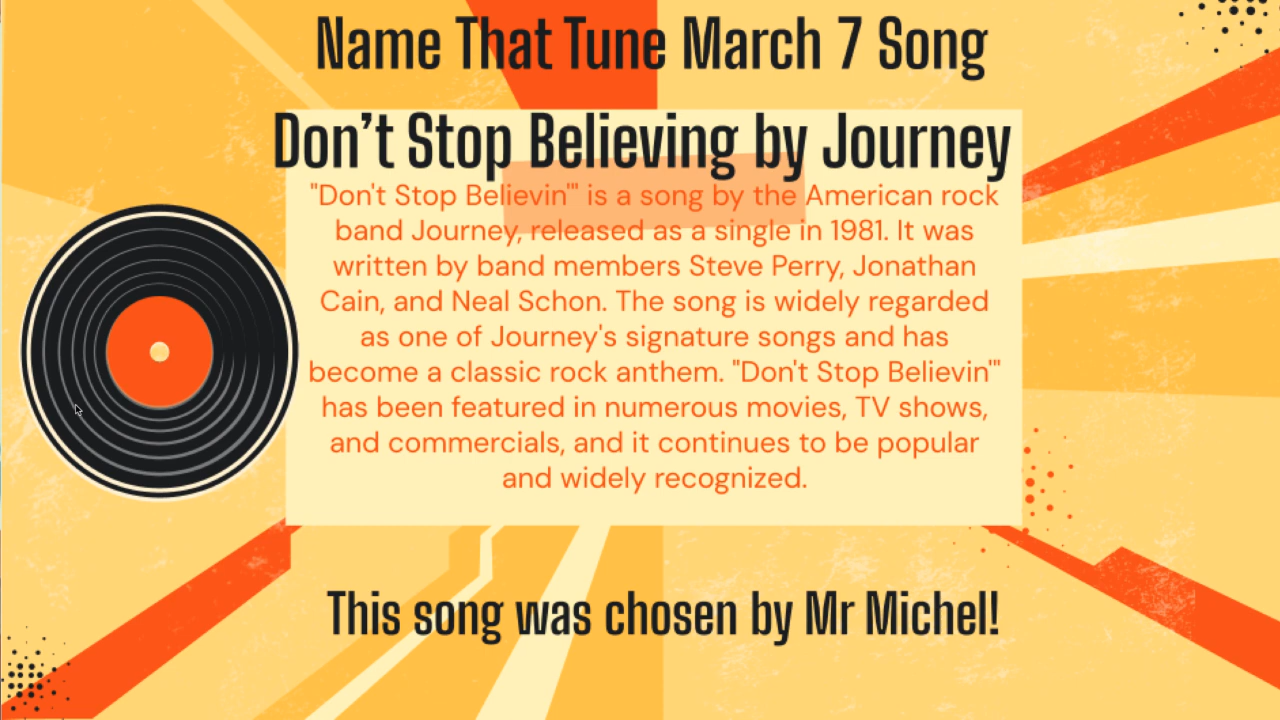 Name That Tune March 7 Song
Don’t Stop Believing by Journey
"Don't Stop Believin'" is a song by the American rock
band Journey, released as a single in 1981. It was
written by band members Steve Perry, Jonathan
Cain, and Neal Schon. The song is widely regarded
as one of Journey's signature songs and has
become a classic rock anthem. "Don't Stop Believin'"
has been featured in numerous movies, TV shows,
and commercials, and it continues to be popular
and widely recognized.
This song was chosen by Mr Michel!